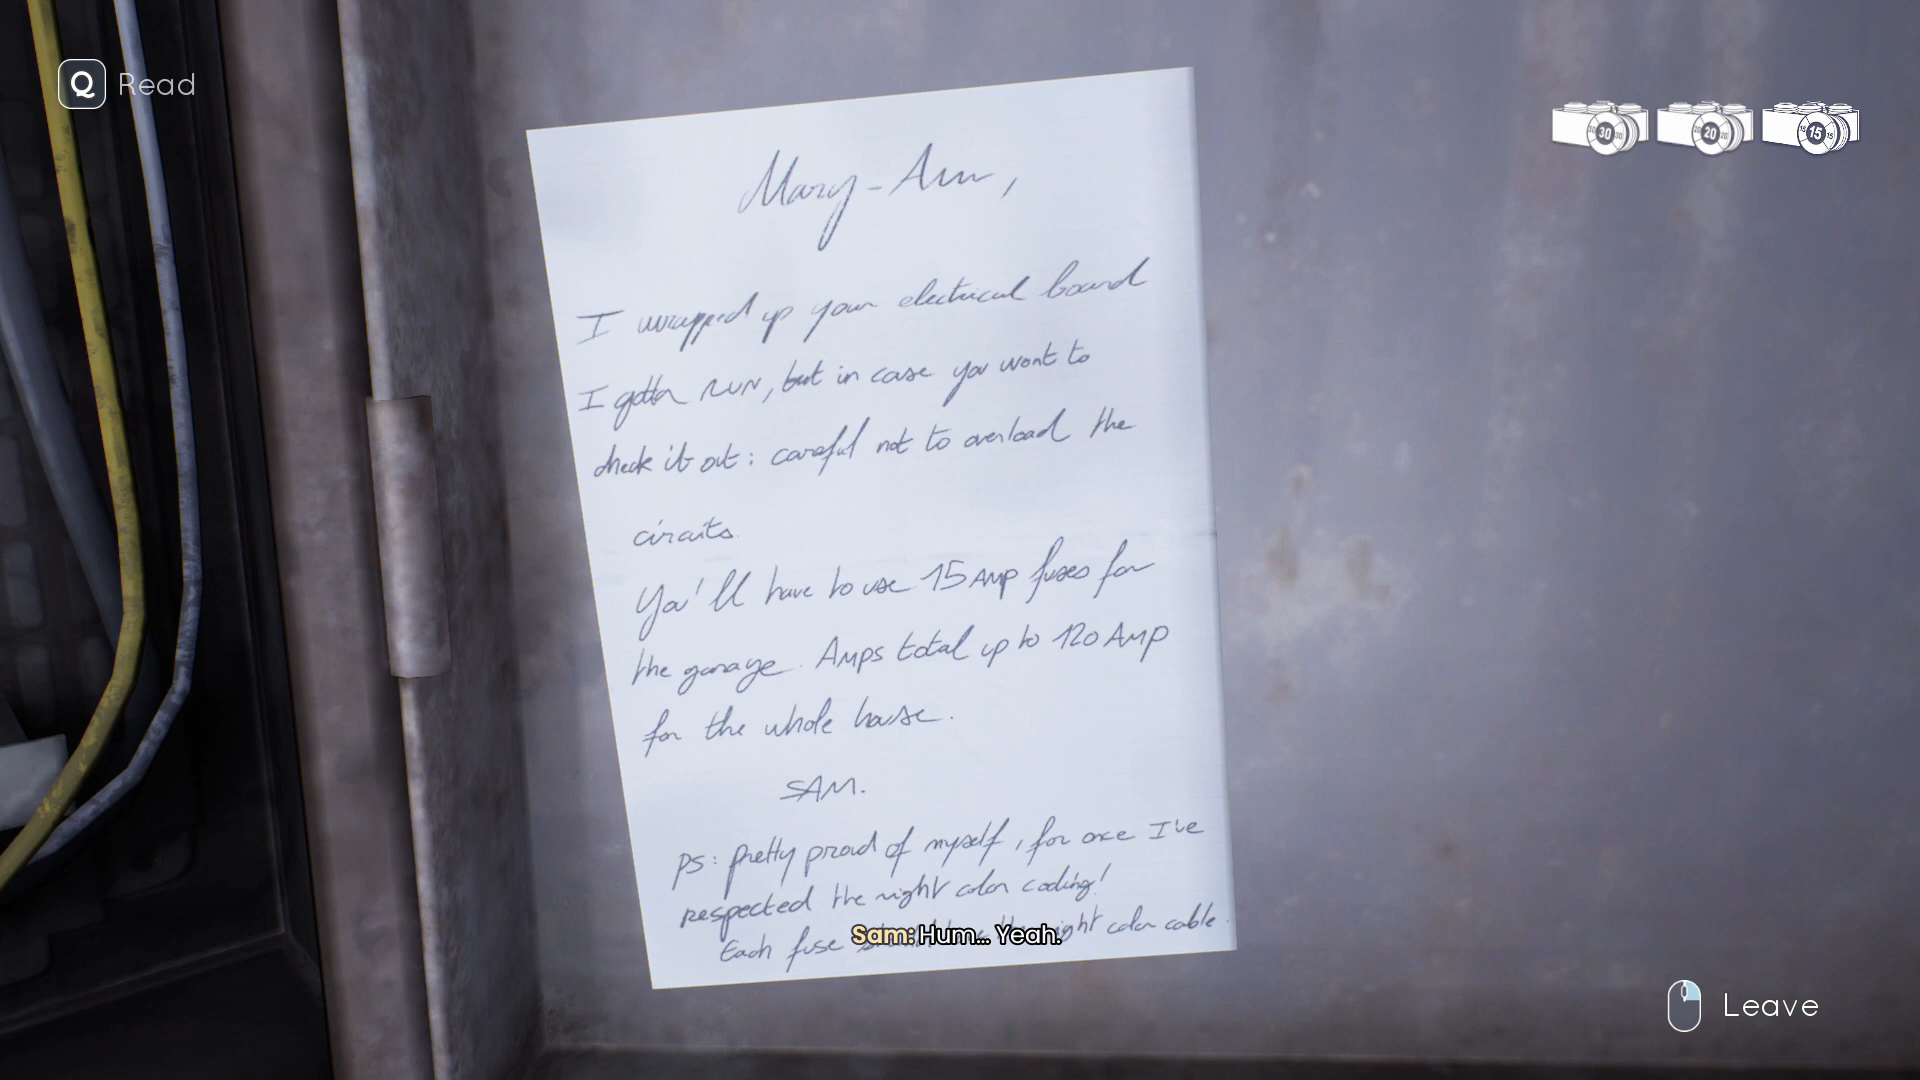 Q Read
30 20 15
Mary-Ann,
I wrapped up your electrical board
I gotta RUN, but in case you want to
check it out: careful not to overload the
circuits.
You'll have to use 15 AMP fuses for
the garage. Amps total up to 120 AMP
for the whole house.
SAM.
PS: pretty proud of myself, for once I've
respected the right color coding!
Each fuse right color cable.
Sam: Hum... Yeah.
Leave